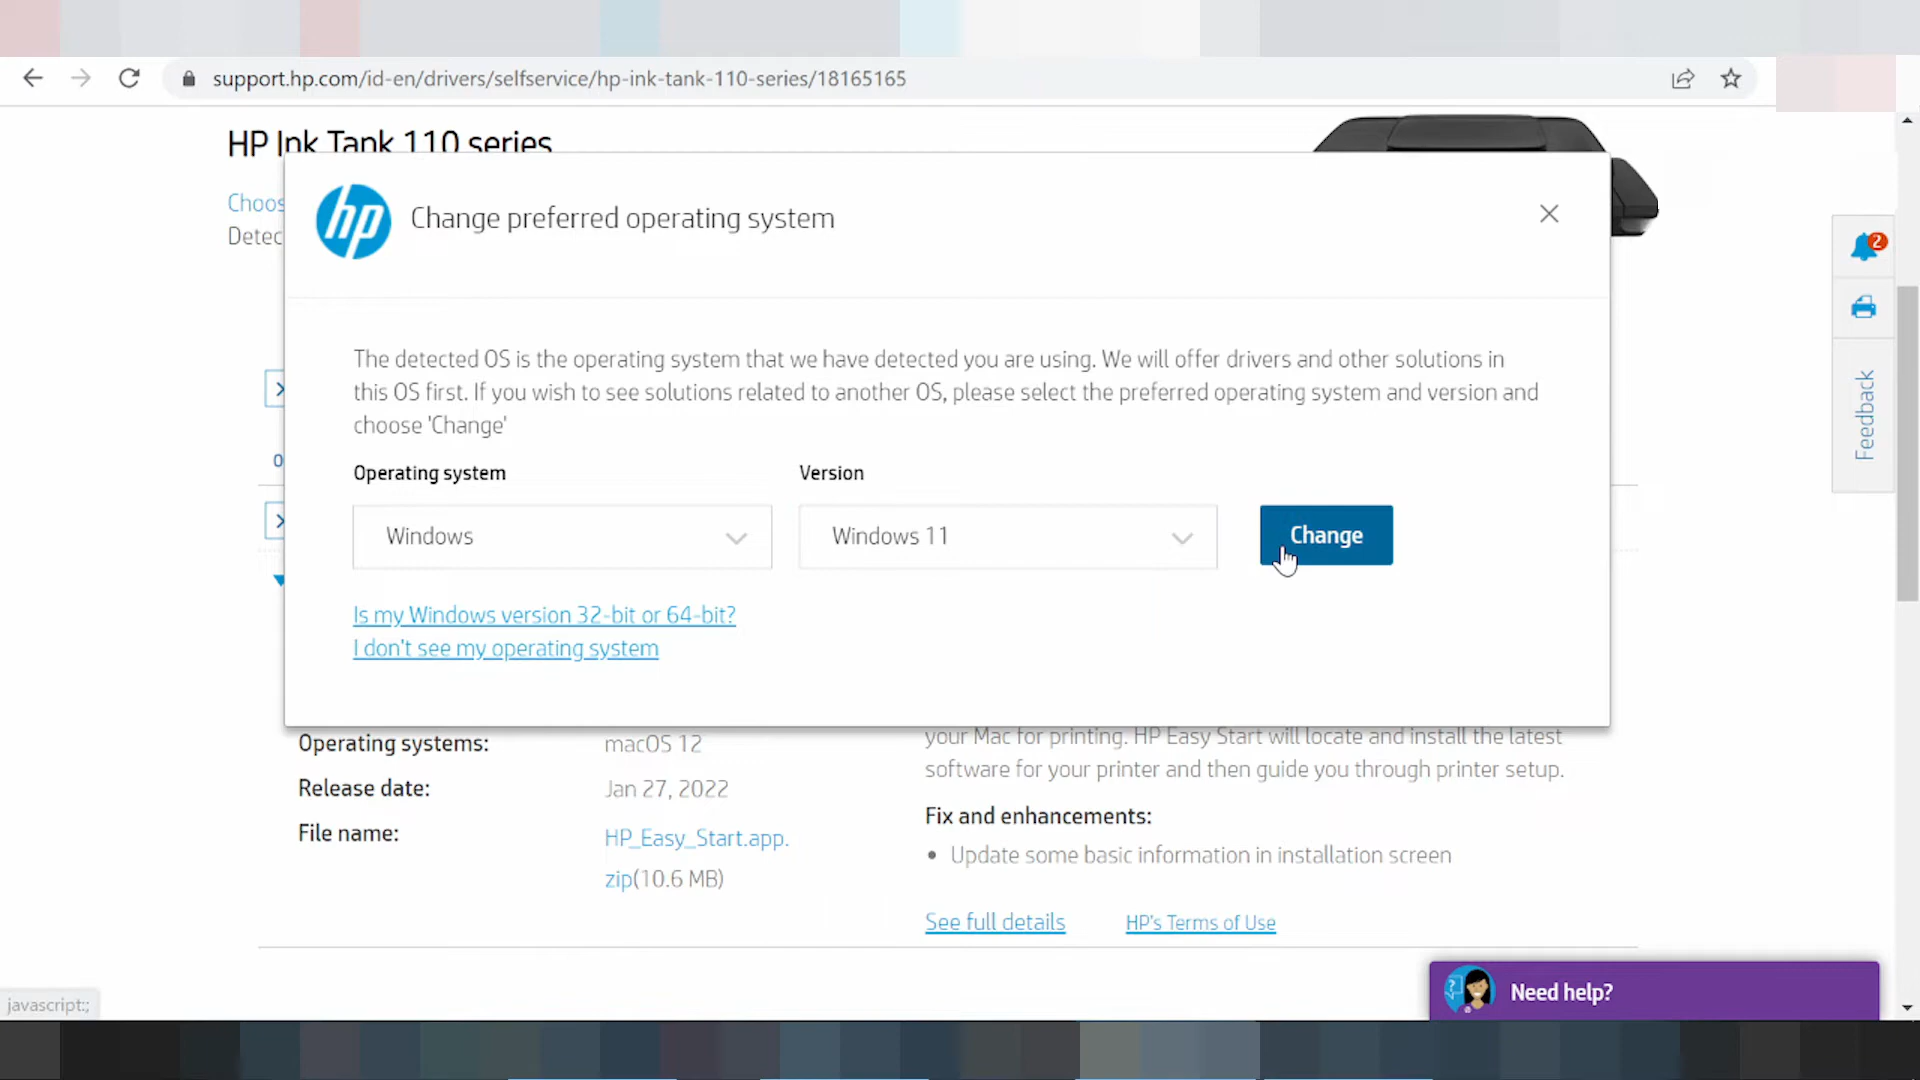 support.hp.com/id-en/drivers/selfservice/hp-ink-tank-110-series/18165165
HP Ink Tank 110 series
Choos
Detec
hp
Change preferred operating system
2
Feedback
The detected OS is the operating system that we have detected you are using. We will offer drivers and other solutions in
this OS first. If you wish to see solutions related to another OS, please select the preferred operating system and version and
choose 'Change'
Operating system
Version
Windows
Windows 11
Change
Is my Windows version 32-bit or 64-bit?
I don't see my operating system
Operating systems:
macOS 12
Release date:
Jan 27, 2022
File name:
HP_Easy_Start.app.
zip(10.6 MB)
your Mac for printing. HP Easy Start will locate and install the latest
software for your printer and then guide you through printer setup.
Fix and enhancements:
• Update some basic information in installation screen
See full details
HP's Terms of Use
Need help?
javascript:;